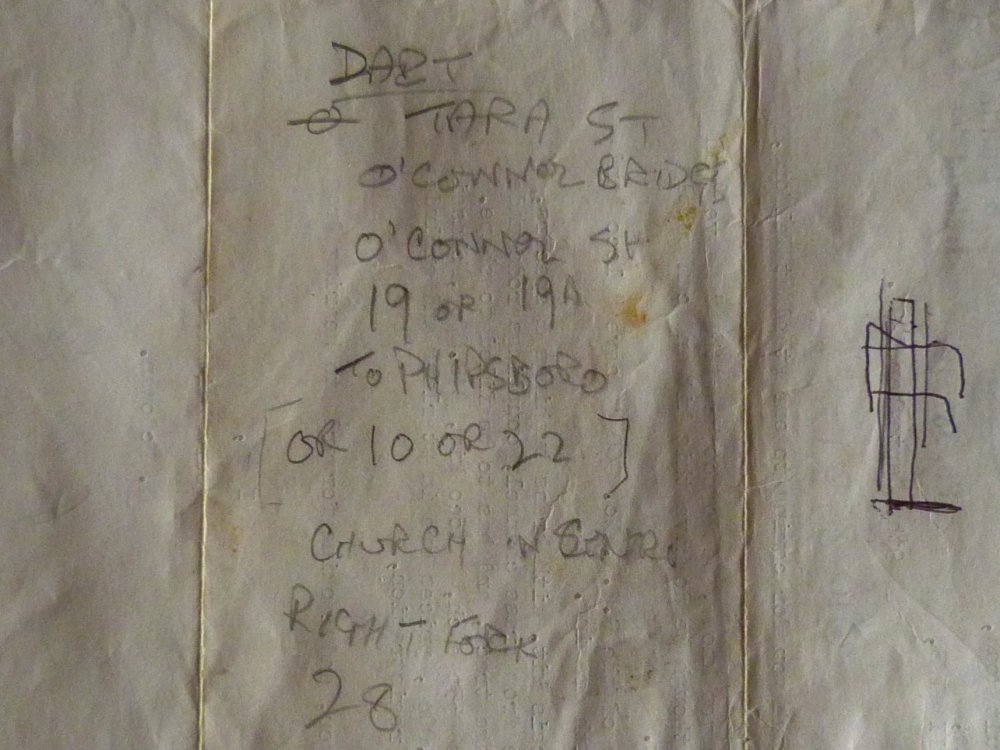 DART
TARA ST
O'CONNOR BRIDGE
O'CONNOR ST
19 OR 19A
TO PHIPSBORO
[OR 10 OR 22]
CHURCH IN CENTRE
RIGHT FORK
28